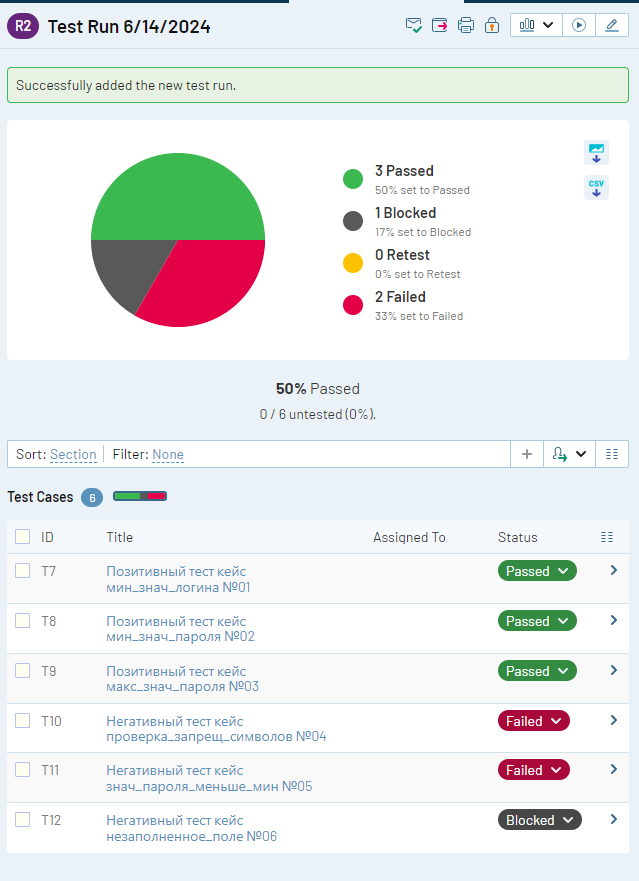 R2 Test Run 6/14/2024
Successfully added the new test run.
3 Passed
50% set to Passed
1 Blocked
17% set to Blocked
0 Retest
0% set to Retest
2 Failed
33% set to Failed
CSV
50% Passed
0 / 6 untested (0%).
Sort: Section Filter: None
Test Cases 6
ID Title Assigned To Status
T7 Позитивный тест кейс Passed
мин_знач_логина №01
T8 Позитивный тест кейс Passed
мин_знач_пароля №02
T9 Позитивный тест кейс Passed
макс_знач_пароля №03
T10 Негативный тест кейс Failed
проверка_запрещ_символов №04
T11 Негативный тест кейс Failed
знач_пароля_меньше_мин №05
T12 Негативный тест кейс Blocked
незаполненное_поле №06